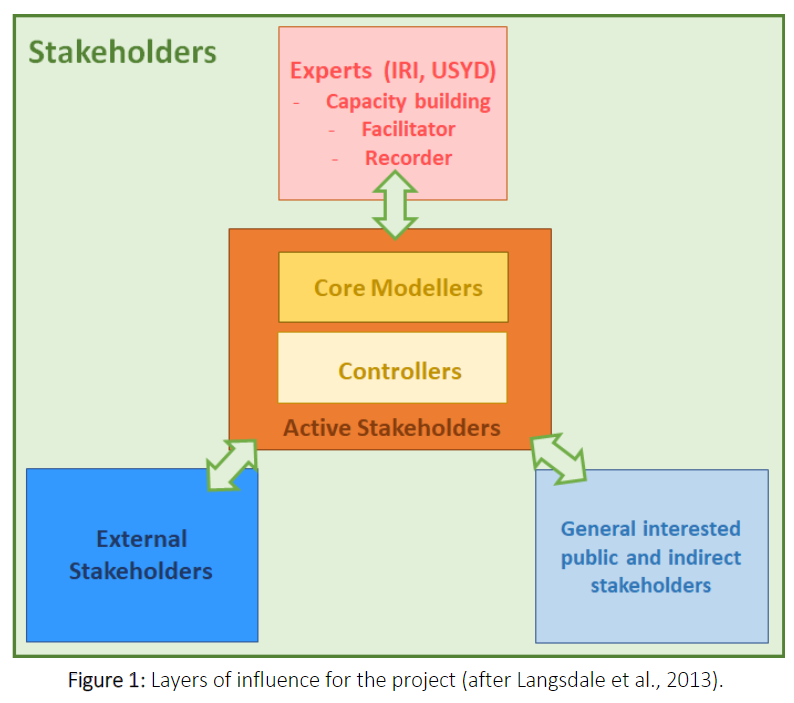 Stakeholders
Experts (IRI, USYD)
- Capacity building
- Facilitator
- Recorder
Core Modellers
Controllers
Active Stakeholders
External
Stakeholders
General interested
public and indirect
stakeholders
Figure 1: Layers of influence for the project (after Langsdale et al., 2013).